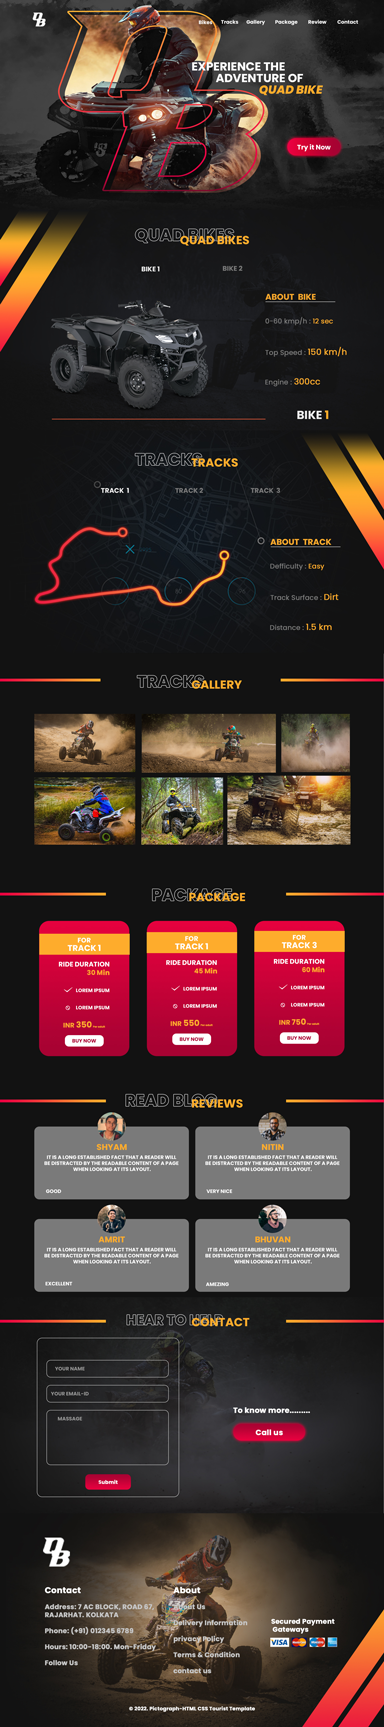 QB
Bikes Tracks Gallery Package Review Contact
EXPERIENCE THE
ADVENTURE OF
QUAD BIKE
Try it Now
QUAD BIKES
QUAD BIKES
BIKE 1 BIKE 2
ABOUT BIKE
0-60 kmp/h : 12 sec
Top Speed : 150 km/h
Engine : 300cc
BIKE 1
TRACKS
TRACKS
TRACK 1 TRACK 2 TRACK 3
ABOUT TRACK
Defficulty : Easy
Track Surface : Dirt
Distance : 1.5 km
TRACKS
GALLERY
PACKAGE
PACKAGE
FOR
TRACK 1
RIDE DURATION
30 Min
LOREM IPSUM
LOREM IPSUM
INR 350
BUY NOW
FOR
TRACK 1
RIDE DURATION
45 Min
LOREM IPSUM
LOREM IPSUM
INR 550
BUY NOW
FOR
TRACK 3
RIDE DURATION
60 Min
LOREM IPSUM
LOREM IPSUM
INR 750
BUY NOW
READ BLOG
REVIEWS
SHYAM
IT IS A LONG ESTABLISHED FACT THAT A READER WILL
BE DISTRACTED BY THE READABLE CONTENT OF A PAGE
WHEN LOOKING AT ITS LAYOUT.
GOOD
NITIN
IT IS A LONG ESTABLISHED FACT THAT A READER WILL
BE DISTRACTED BY THE READABLE CONTENT OF A PAGE
WHEN LOOKING AT ITS LAYOUT.
VERY NICE
AMRIT
IT IS A LONG ESTABLISHED FACT THAT A READER WILL
BE DISTRACTED BY THE READABLE CONTENT OF A PAGE
WHEN LOOKING AT ITS LAYOUT.
EXCELLENT
BHUVAN
IT IS A LONG ESTABLISHED FACT THAT A READER WILL
BE DISTRACTED BY THE READABLE CONTENT OF A PAGE
WHEN LOOKING AT ITS LAYOUT.
AMEZING
HEAR TO HELP
CONTACT
YOUR NAME
YOUR EMAIL-ID
MASSAGE
Submit
To know more.........
Call us
QB
Contact
Address: 7 AC BLOCK, ROAD 67,
RAJARHAT. KOLKATA
Phone: (+91) 012345 6789
Hours: 10:00-18:00. Mon-Friday
Follow Us
About
About Us
Delivery Information
privacy Policy
Terms & Condition
contact us
Secured Payment
Gateways
VISA
© 2022. Pictograph-HTML CSS Tourist Template